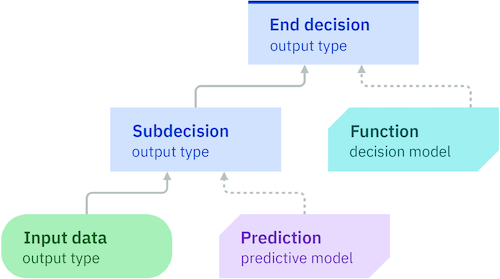 End decision
output type
Subdecision
output type
Function
decision model
Input data
output type
Prediction
predictive model